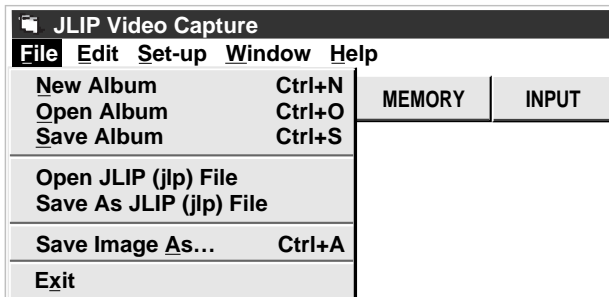 JLIP Video Capture
File Edit Set-up Window Help
New Album Ctrl+N
Open Album Ctrl+O
Save Album Ctrl+S
MEMORY INPUT
Open JLIP (jlp) File
Save As JLIP (jlp) File
Save Image As... Ctrl+A
Exit